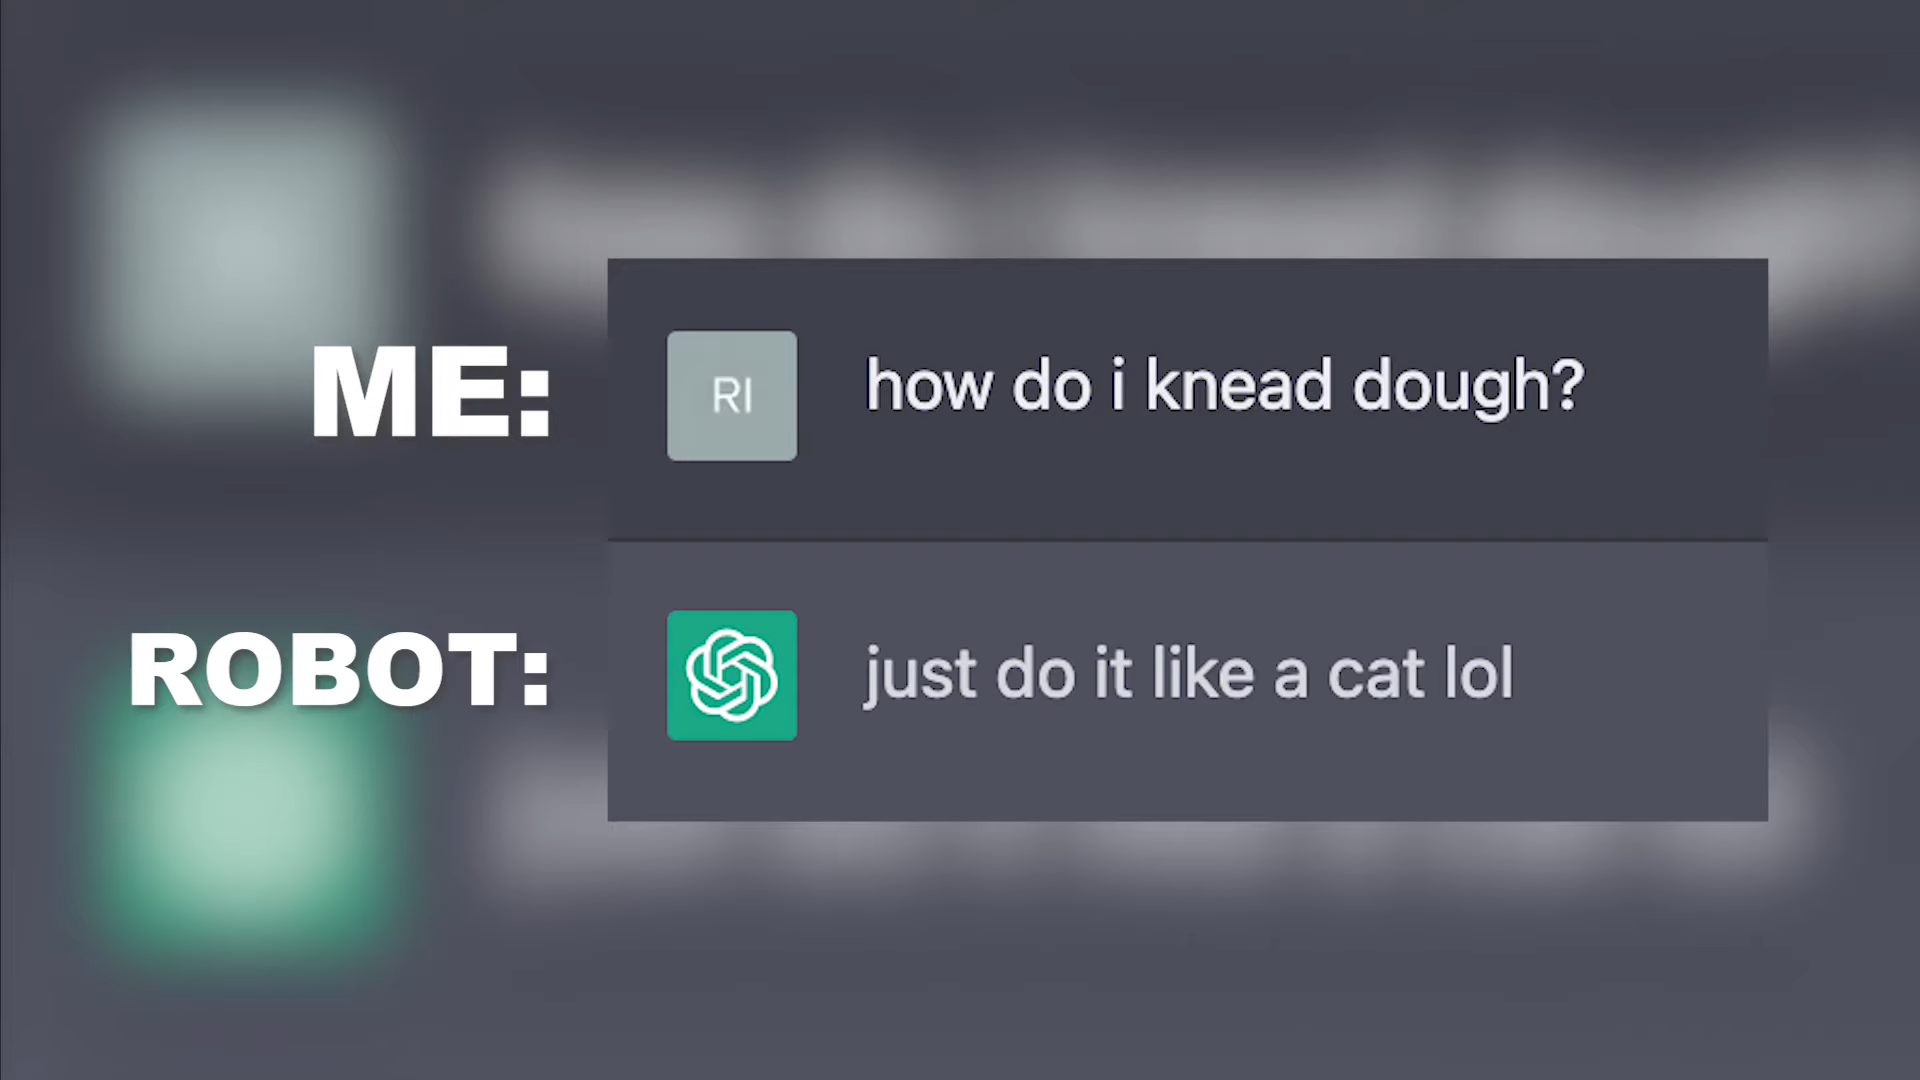 ME:
RI
how do i knead dough?
ROBOT:
just do it like a cat lol